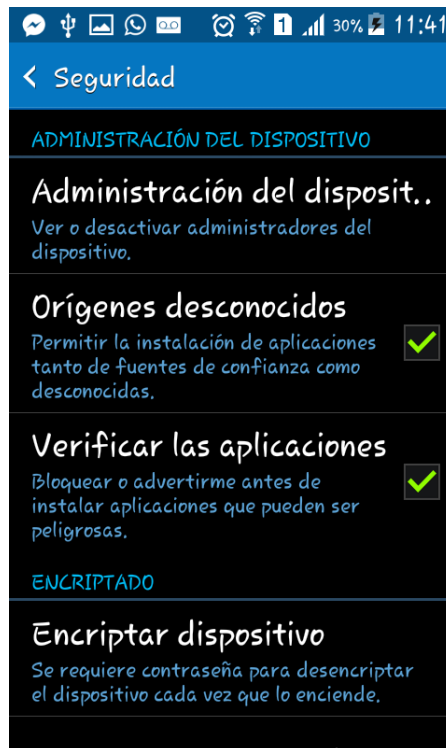 1 30% 11:41
Seguridad
ADMINISTRACIÓN DEL DISPOSITIVO
Administración del disposit..
Ver o desactivar administradores del
dispositivo.
Orígenes desconocidos
Permitir la instalación de aplicaciones
tanto de fuentes de confianza como
desconocidas.
Verificar las aplicaciones
Bloquear o advertirme antes de
instalar aplicaciones que pueden ser
peligrosas.
ENCRIPTADO
Encriptar dispositivo
Se requiere contraseña para desencriptar
el dispositivo cada vez que lo enciende.